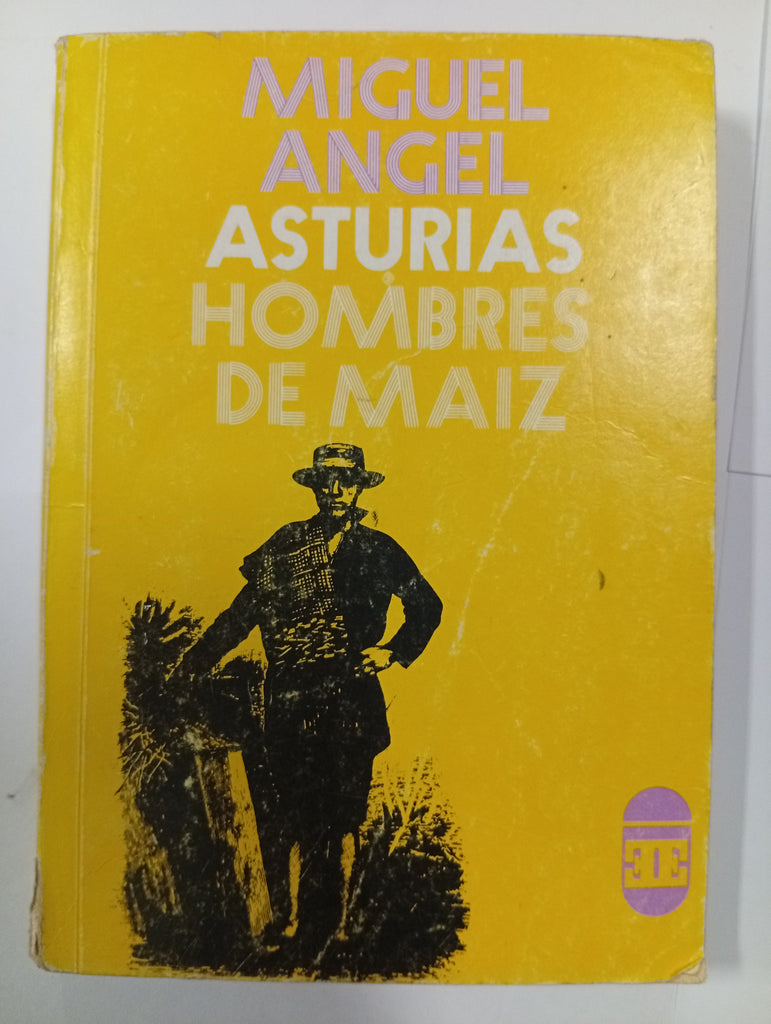 MIGUEL
ANGEL
ASTURIAS
HOMBRES
DE MAIZ